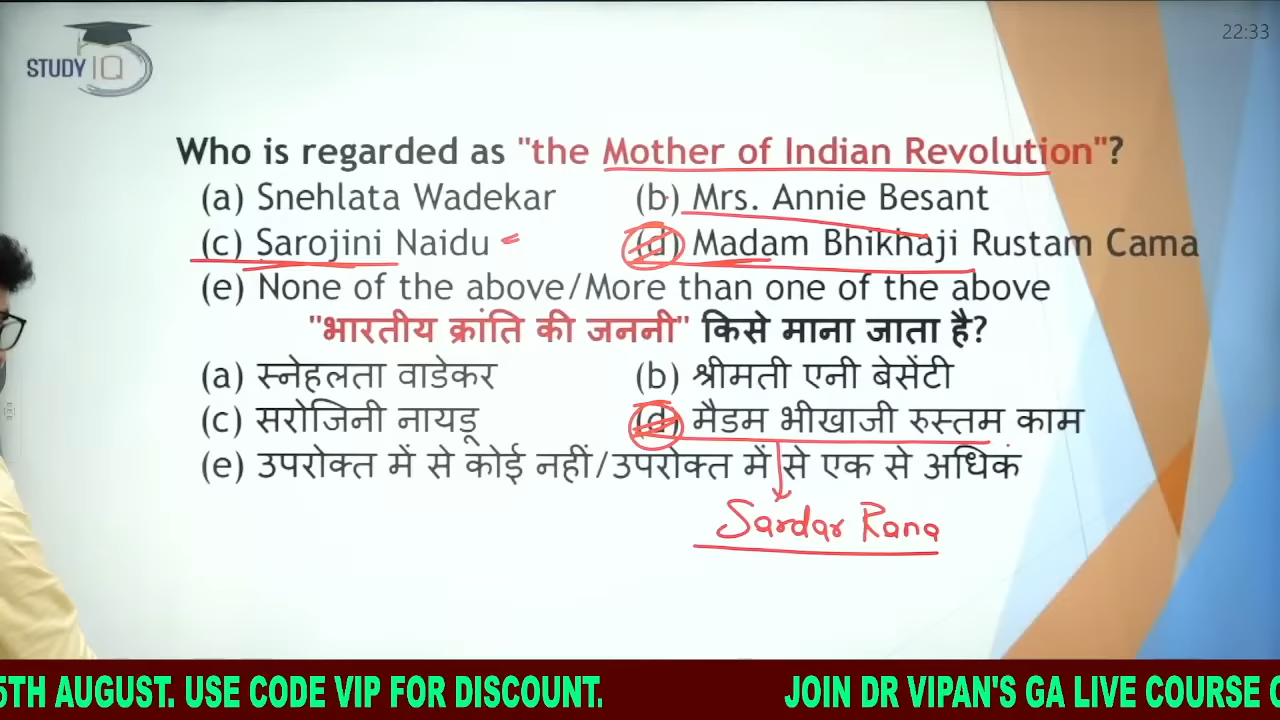 22:33
STUDY IQ
Who is regarded as "the Mother of Indian Revolution"?
(a) Snehlata Wadekar (b) Mrs. Annie Besant
(c) Sarojini Naidu (d) Madam Bhikhaji Rustam Cama
(e) None of the above/More than one of the above
"भारतीय क्रांति की जननी" किसे माना जाता है?
(a) स्नेहलता वाडेकर (b) श्रीमती एनी बेसेंटी
(c) सरोजिनी नायडू (d) मैडम भीखाजी रुस्तम काम
(e) उपरोक्त में से कोई नहीं/उपरोक्त में से एक से अधिक
Sardar Rana
5TH AUGUST. USE CODE VIP FOR DISCOUNT. JOIN DR VIPAN'S GA LIVE COURSE